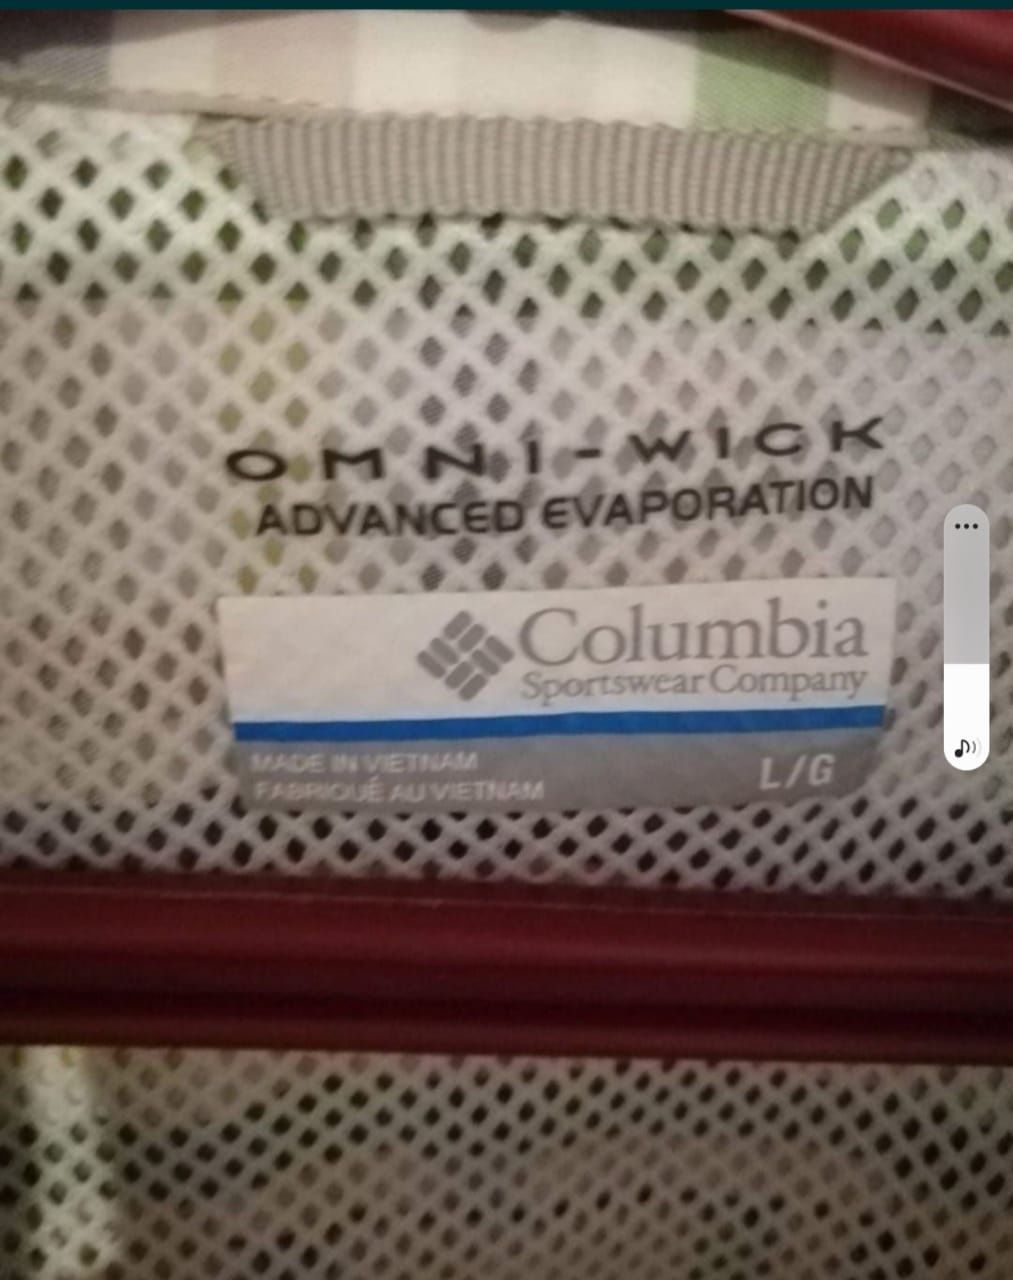 OMNI-WICK
ADVANCED EVAPORATION
Columbia
Sportswear Company
MADE IN VIETNAM
FABRIQUÉ AU VIETNAM
L/G